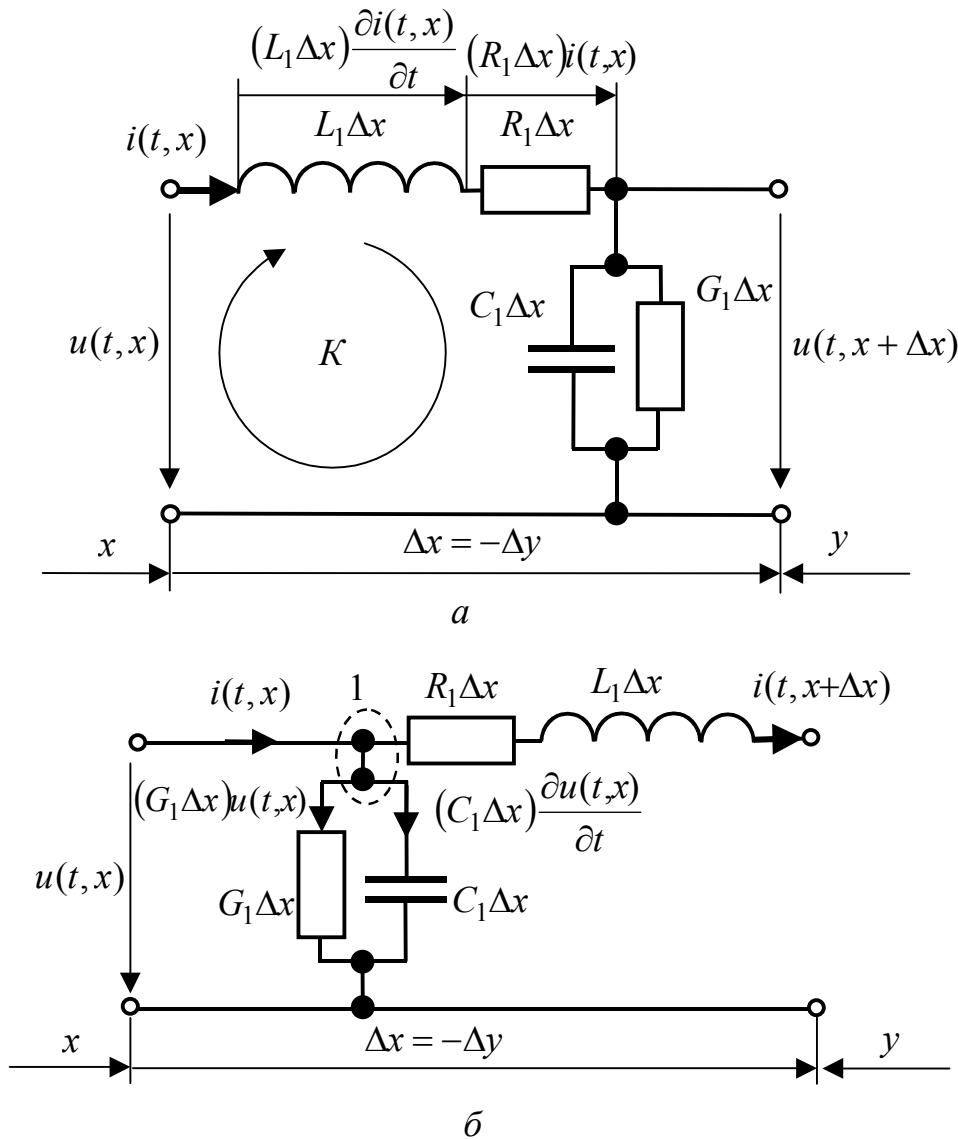 (L₁Δx) ∂i(t,x)/∂t (R₁Δx)i(t,x)
L₁Δx R₁Δx
i(t,x)
C₁Δx G₁Δx
u(t,x) К u(t,x + Δx)
x Δx = −Δy y
а
i(t,x) 1 R₁Δx L₁Δx i(t,x+Δx)
(G₁Δx)u(t,x) (C₁Δx) ∂u(t,x)/∂t
u(t,x) G₁Δx C₁Δx
x Δx = −Δy y
б